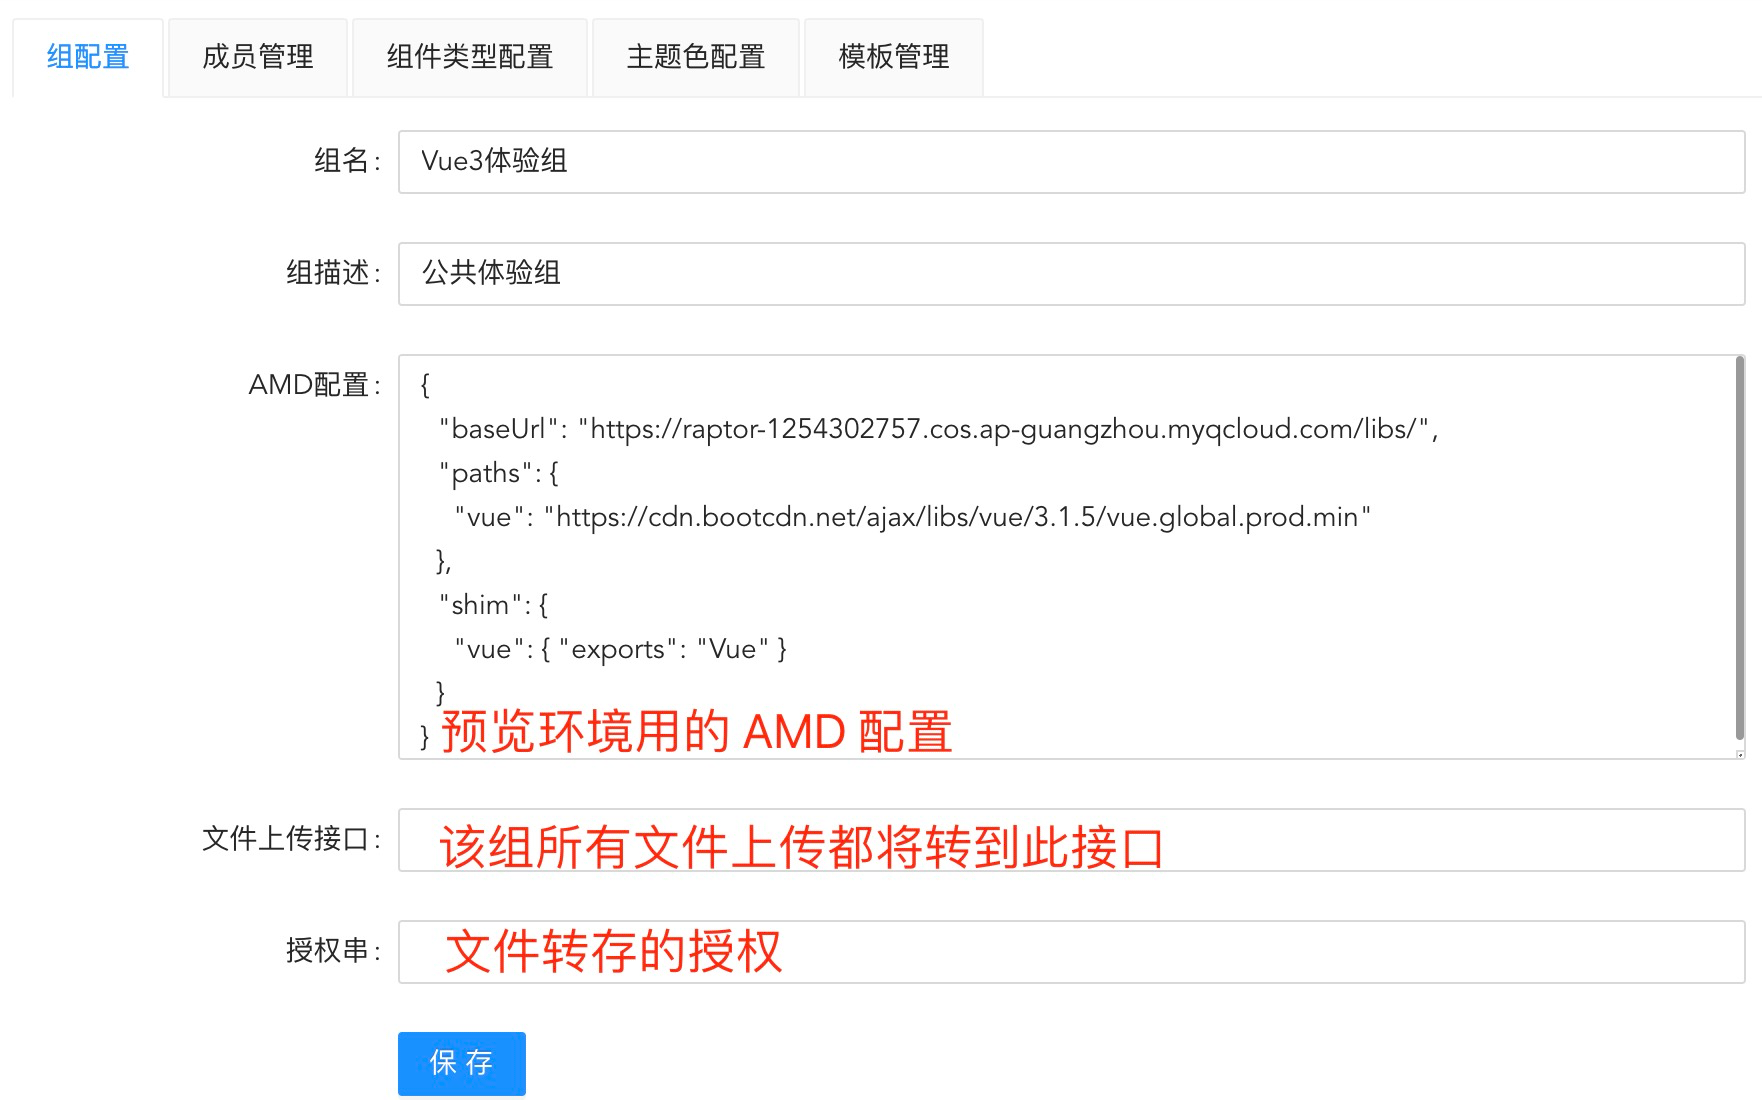 组配置 成员管理 组件类型配置 主题色配置 模板管理
组名: Vue3体验组
组描述: 公共体验组
AMD配置: {
"baseUrl": "https://raptor-1254302757.cos.ap-guangzhou.myqcloud.com/libs/",
"paths": {
"vue": "https://cdn.bootcdn.net/ajax/libs/vue/3.1.5/vue.global.prod.min"
},
"shim": {
"vue": { "exports": "Vue" }
}
} 预览环境用的 AMD 配置
文件上传接口: 该组所有文件上传都将转到此接口
授权串: 文件转存的授权
保 存